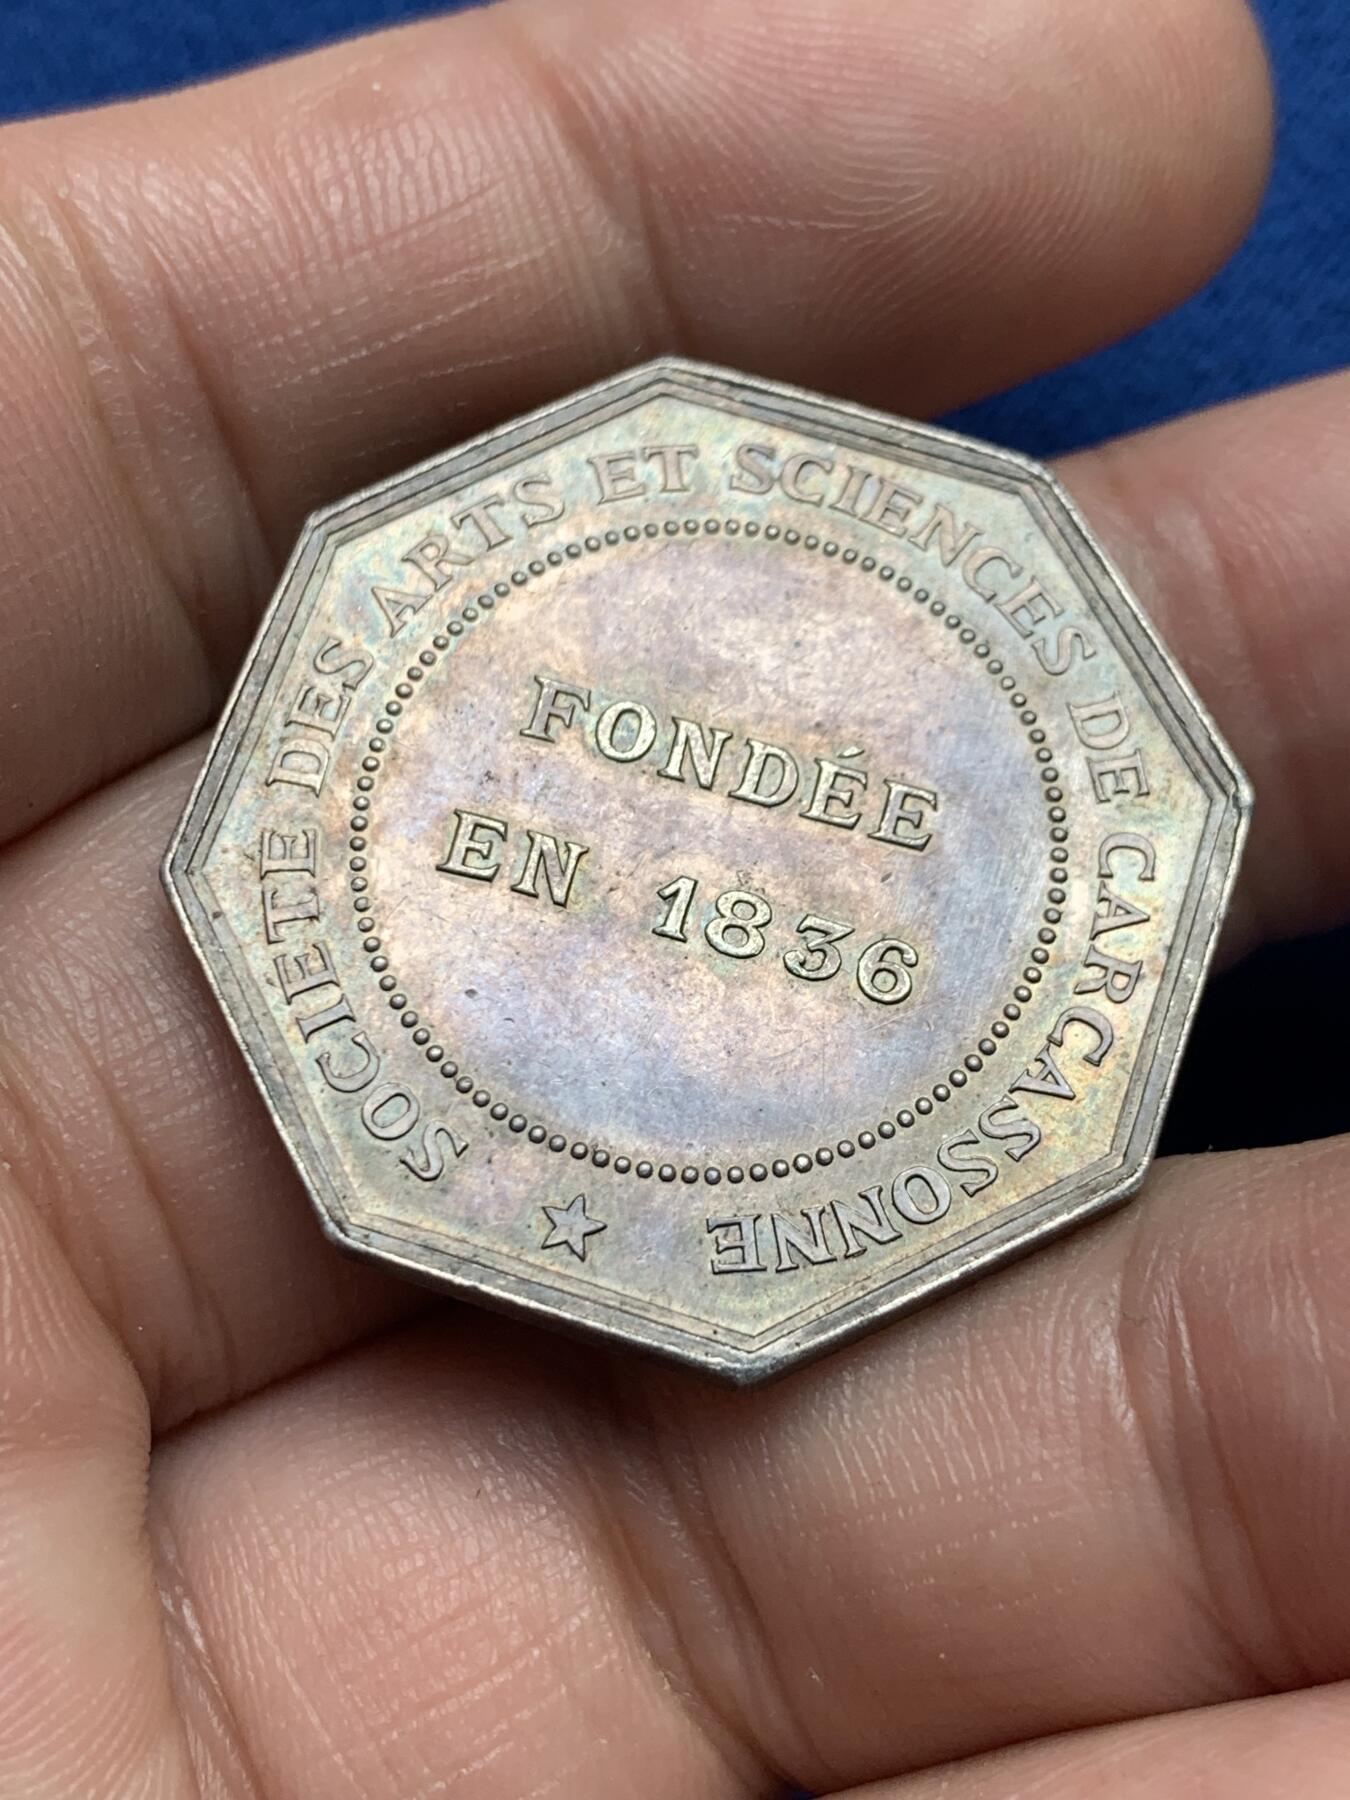 SOCIETE DES ARTS ET SCIENCES DE CARCASSONNE
FONDÉE
EN 1836